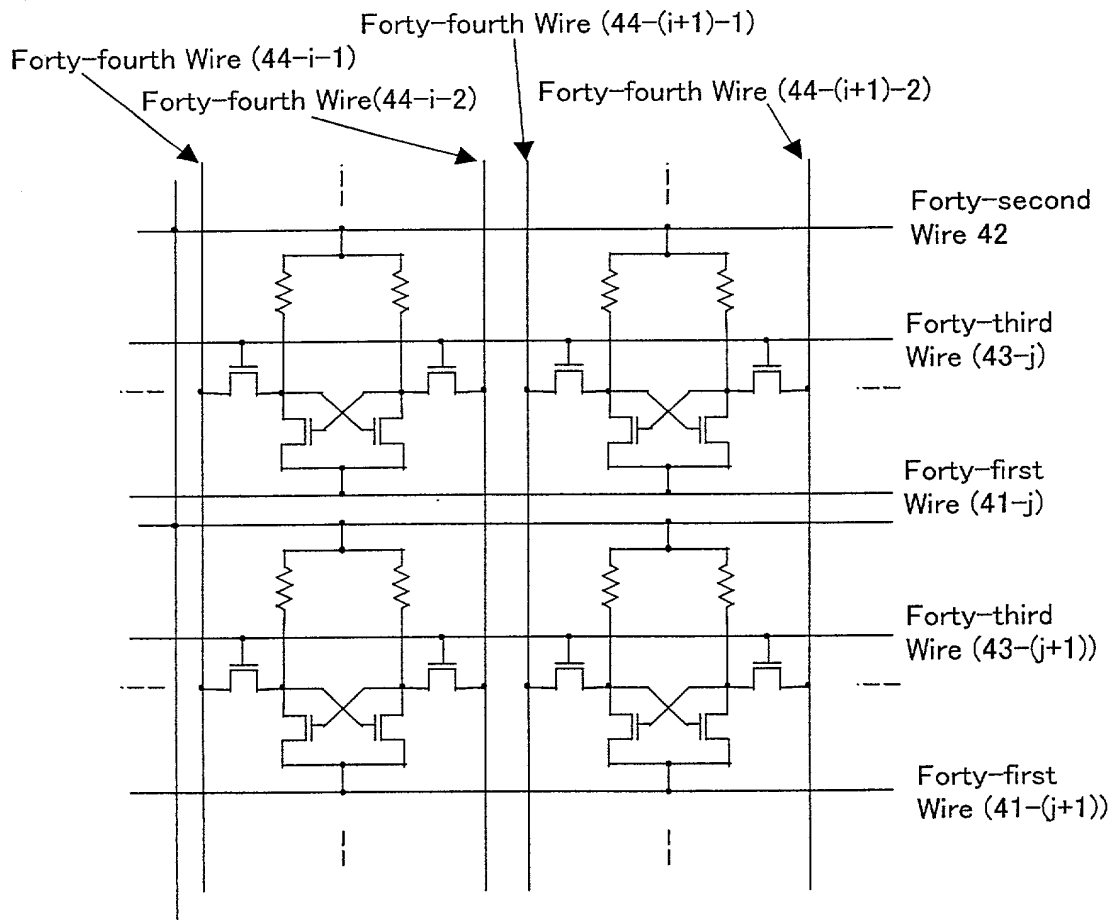 Forty-fourth Wire (44-(i+1)-1)
Forty-fourth Wire (44-i-1)
Forty-fourth Wire(44-i-2)
Forty-fourth Wire (44-(i+1)-2)
Forty-second
Wire 42
Forty-third
Wire (43-j)
Forty-first
Wire (41-j)
Forty-third
Wire (43-(j+1))
Forty-first
Wire (41-(j+1))